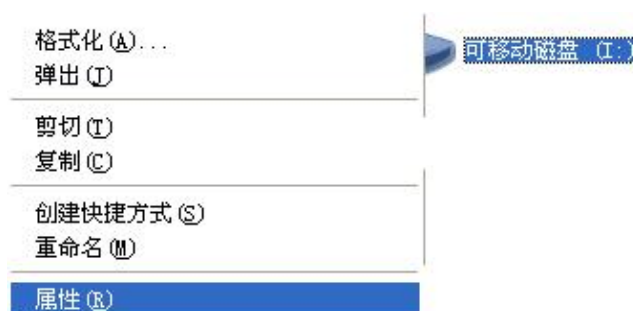 格式化(A)...
弹出(J)
剪切(T)
复制(C)
创建快捷方式(S)
重命名(M)
属性(R)
可移动磁盘 (I:)